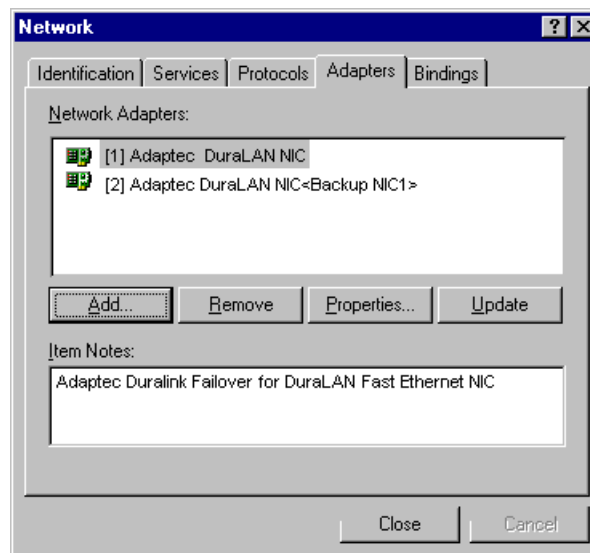 Network
Identification Services Protocols Adapters Bindings
Network Adapters:
[1] Adaptec DuraLAN NIC
[2] Adaptec DuraLAN NIC<Backup NIC1>
Add... Remove Properties... Update
Item Notes:
Adaptec Duralink Failover for DuraLAN Fast Ethernet NIC
Close Cancel